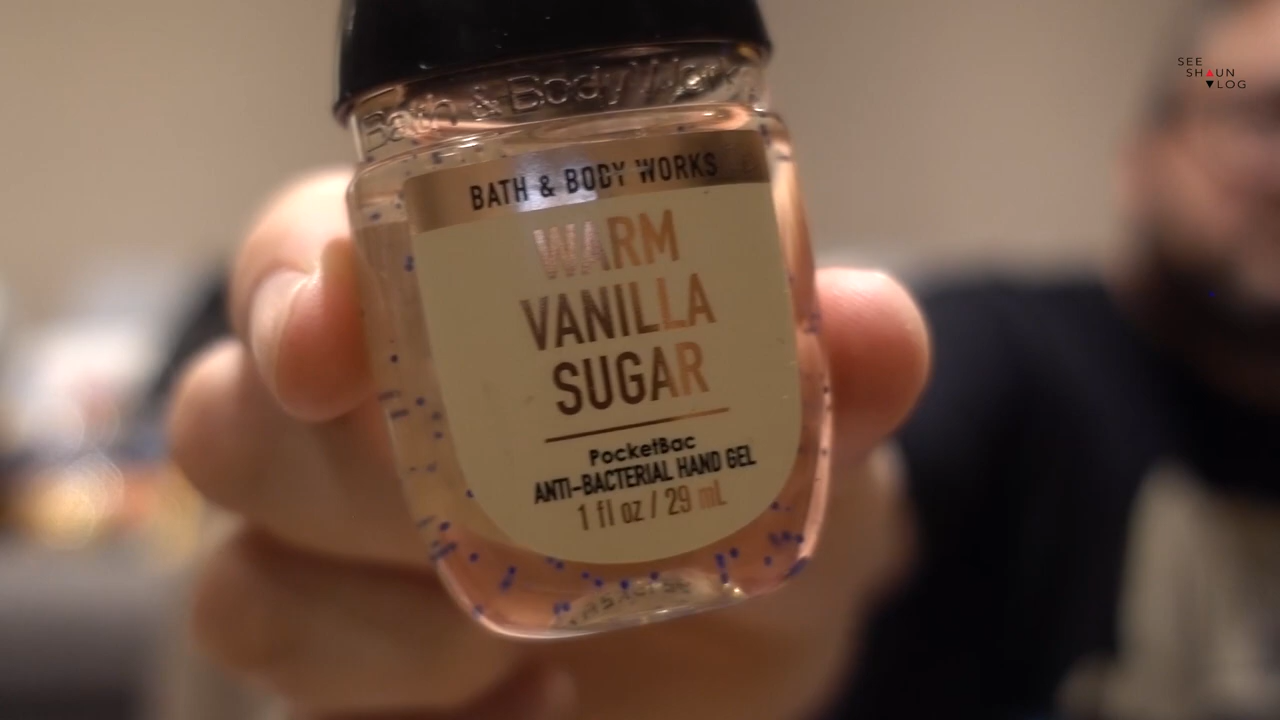 SEE
SHAUN
VLOG
Bath & Body Works
BATH & BODY WORKS
WARM
VANILLA
SUGAR
PocketBac
ANTI-BACTERIAL HAND GEL
1 fl oz / 29 mL